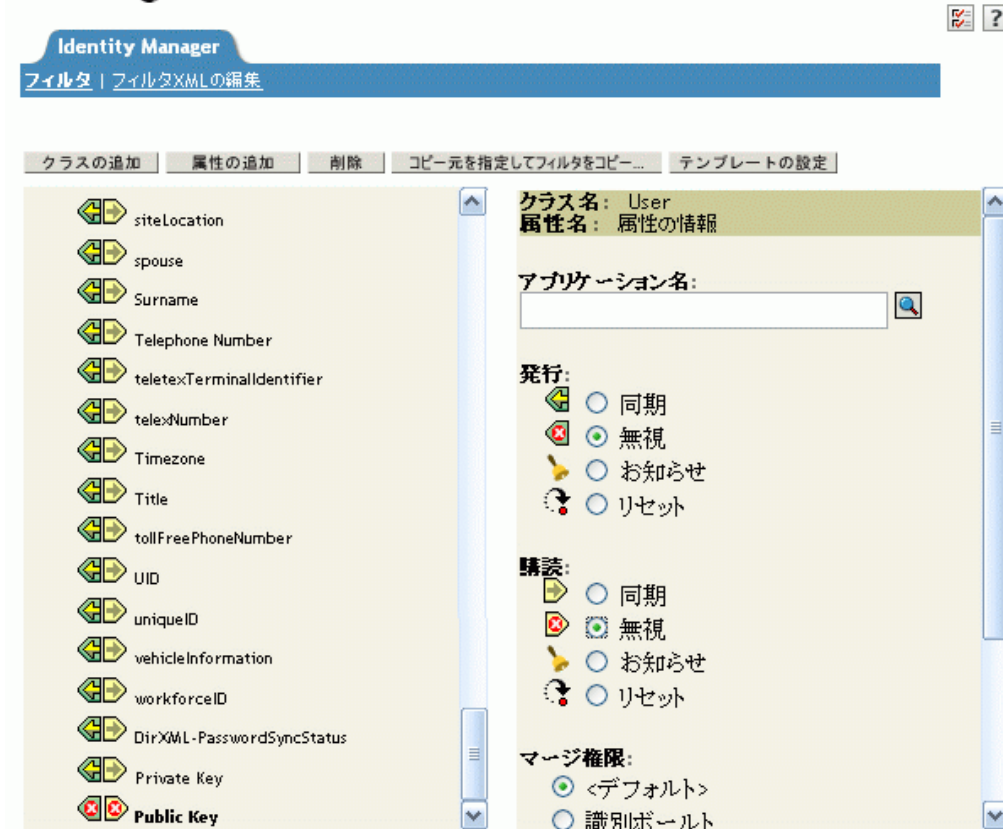 ?
Identity Manager
フィルタ | フィルタXMLの編集
クラスの追加 属性の追加 削除 コピー元を指定してフィルタをコピー... テンプレートの設定
siteLocation
spouse
Surname
Telephone Number
teletexTerminalIdentifier
telexNumber
Timezone
Title
tollFreePhoneNumber
UID
uniqueID
vehicleInformation
workforceID
DirXML-PasswordSyncStatus
Private Key
Public Key
クラス名: User
属性名: 属性の情報
アプリケーション名:
発行:
同期
無視
お知らせ
リセット
購読:
同期
無視
お知らせ
リセット
マージ権限:
<デフォルト>
識別ボールト